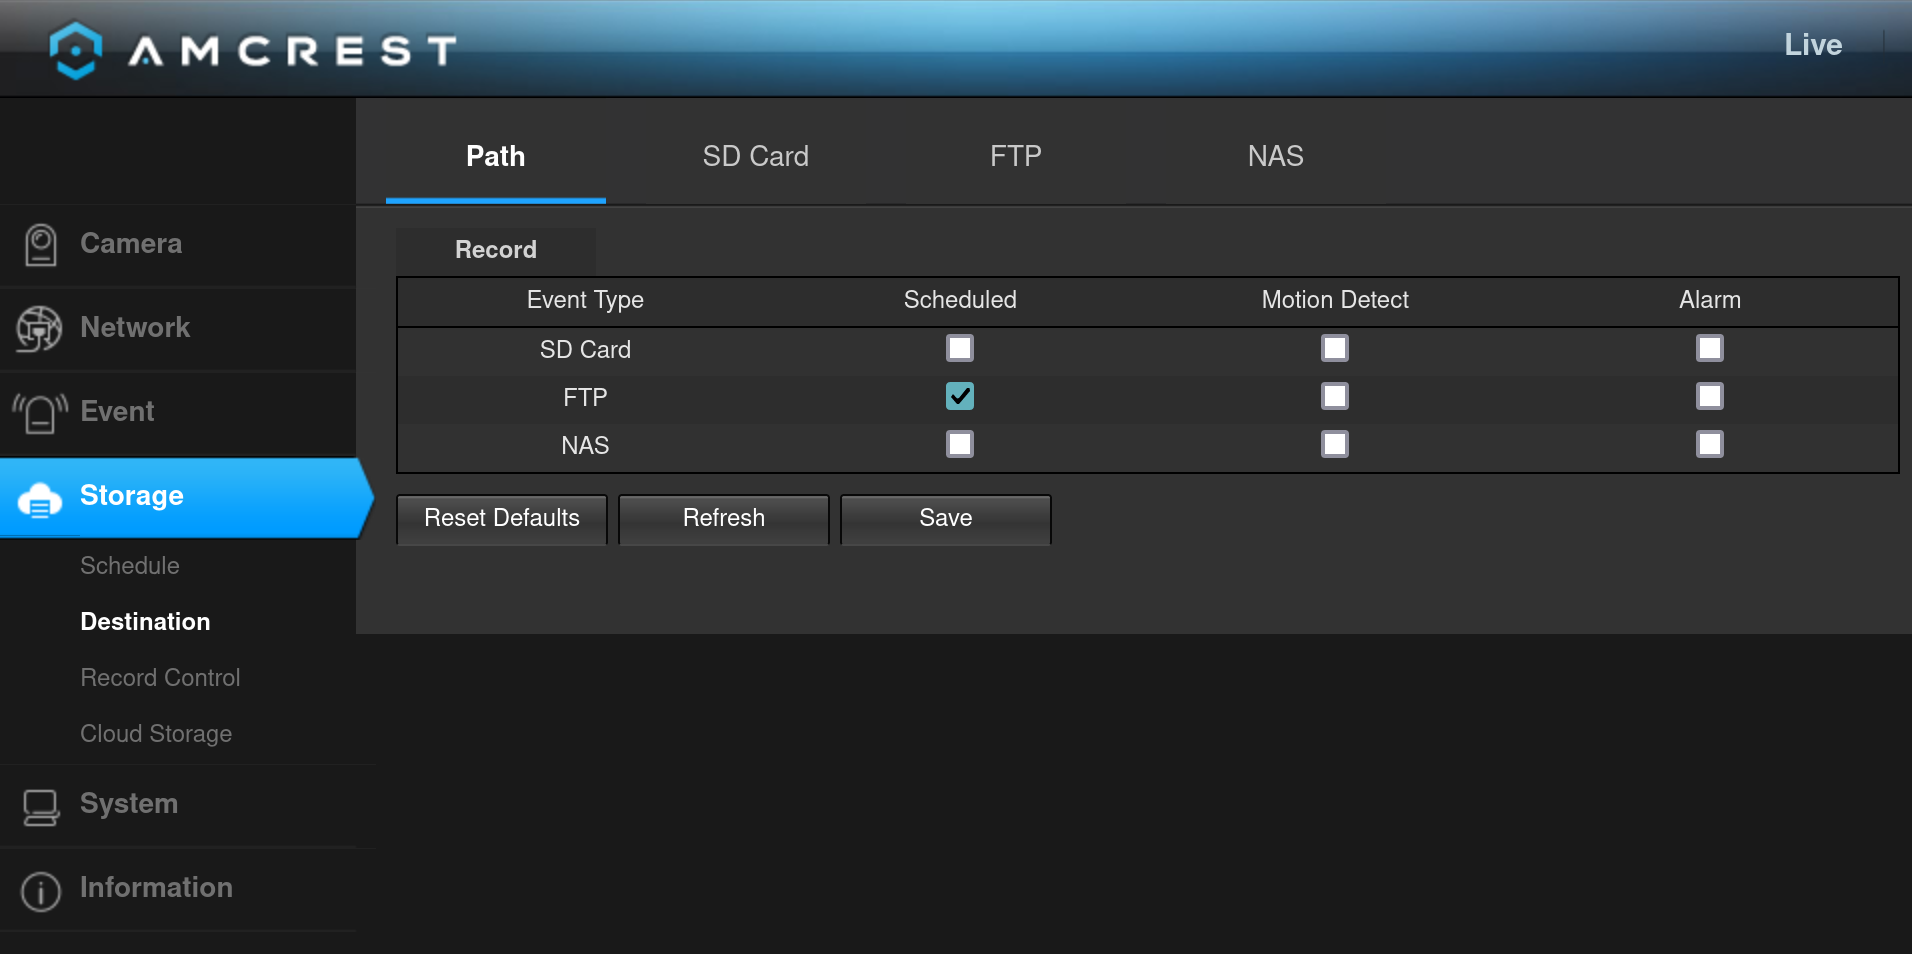 AMCREST
Live
Path SD Card FTP NAS
Camera
Network
Event
Storage
Schedule
Destination
Record Control
Cloud Storage
System
Information
Record
Event Type Scheduled Motion Detect Alarm
SD Card
FTP
NAS
Reset Defaults Refresh Save